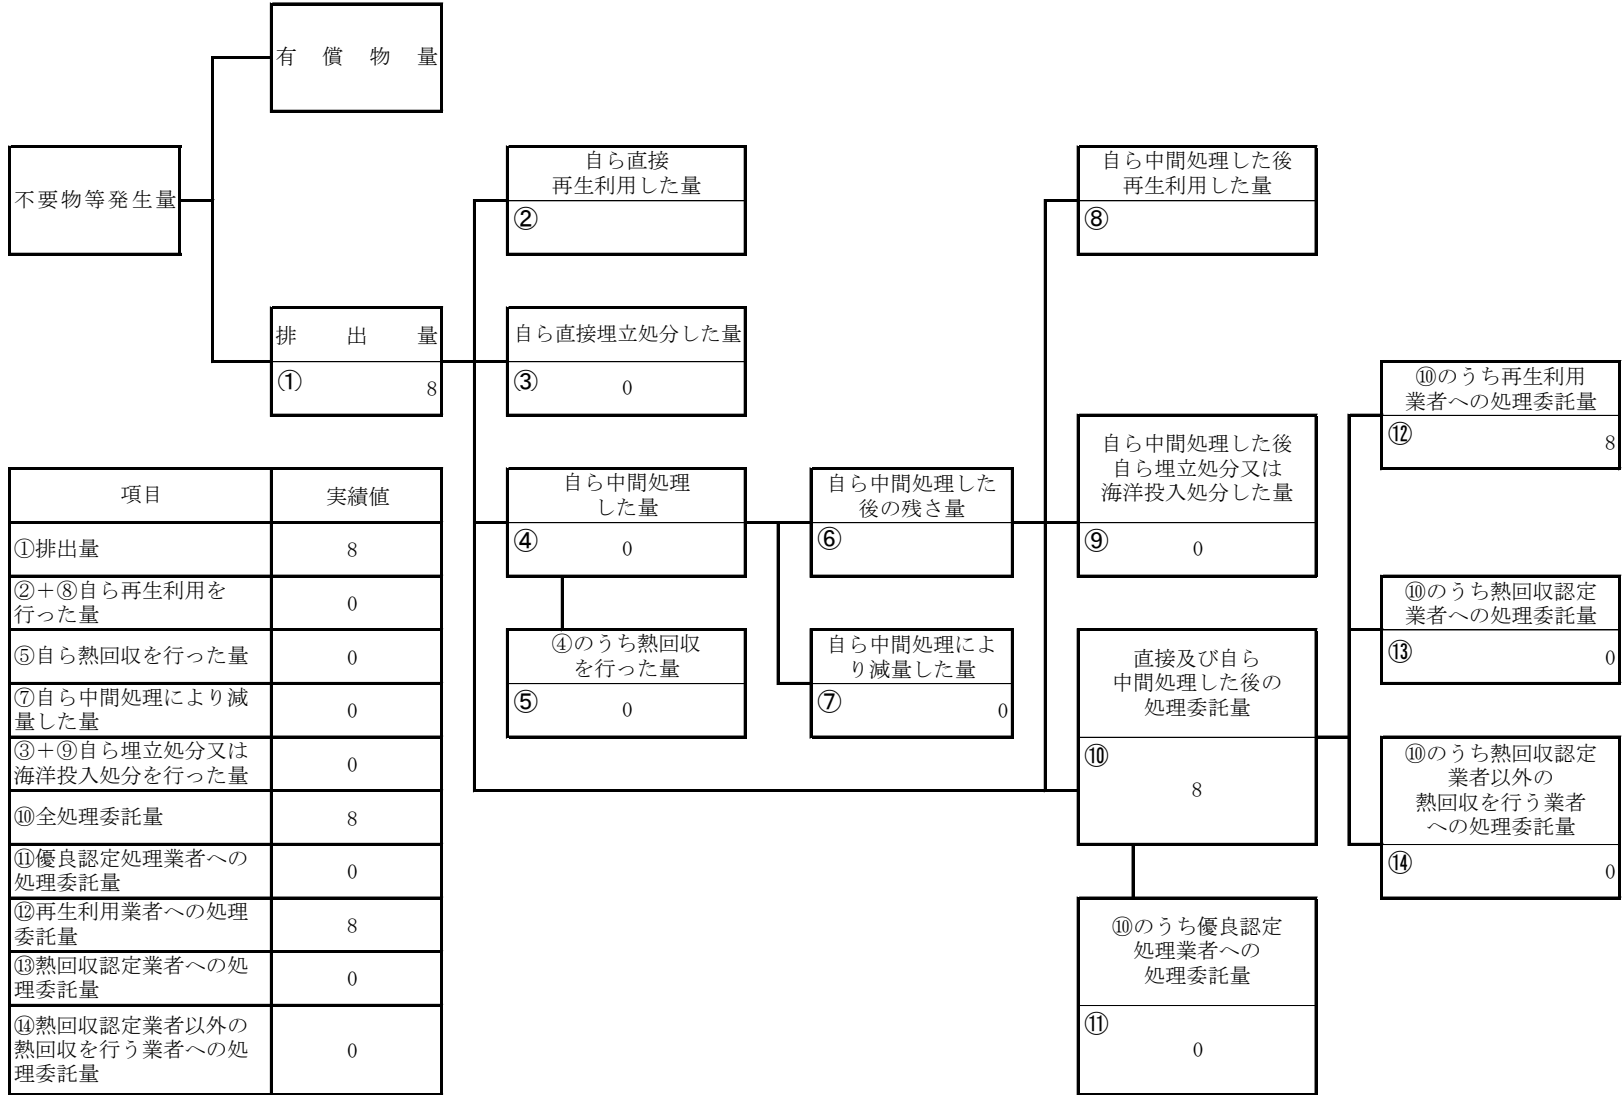 有償物量
不要物等発生量
排出量
①
8
自ら直接
再生利用した量
②
自ら直接埋立処分した量
③
0
自ら中間処理
した量
④
0
④のうち熱回収
を行った量
⑤
0
自ら中間処理した
後の残さ量
⑥
自ら中間処理によ
り減量した量
⑦
0
自ら中間処理した後
再生利用した量
⑧
自ら中間処理した後
自ら埋立処分又は
海洋投入処分した量
⑨
0
直接及び自ら
中間処理した後の
処理委託量
⑩
8
⑩のうち優良認定
処理業者への
処理委託量
⑪
0
⑩のうち再生利用
業者への処理委託量
⑫
8
⑩のうち熱回収認定
業者への処理委託量
⑬
0
⑩のうち熱回収認定
業者以外の
熱回収を行う業者
への処理委託量
⑭
0
項目
実績値
①排出量
8
②＋⑧自ら再生利用を
行った量
0
⑤自ら熱回収を行った量
0
⑦自ら中間処理により減
量した量
0
③＋⑨自ら埋立処分又は
海洋投入処分を行った量
0
⑩全処理委託量
8
⑪優良認定処理業者への
処理委託量
0
⑫再生利用業者への処理
委託量
8
⑬熱回収認定業者への処
理委託量
0
⑭熱回収認定業者以外の
熱回収を行う業者への処
理委託量
0